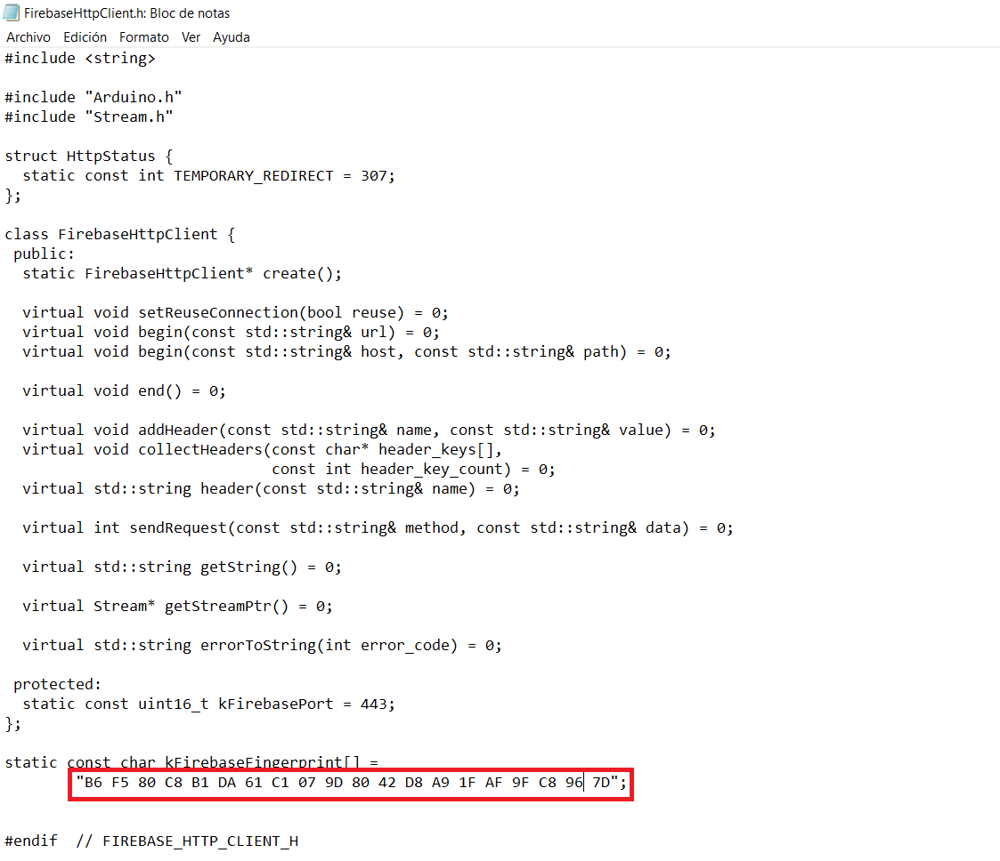 FirebaseHttpClient.h: Bloc de notas
Archivo Edición Formato Ver Ayuda
#include <string>
#include "Arduino.h"
#include "Stream.h"
struct HttpStatus {
  static const int TEMPORARY_REDIRECT = 307;
};
class FirebaseHttpClient {
 public:
  static FirebaseHttpClient* create();
  virtual void setReuseConnection(bool reuse) = 0;
  virtual void begin(const std::string& url) = 0;
  virtual void begin(const std::string& host, const std::string& path) = 0;
  virtual void end() = 0;
  virtual void addHeader(const std::string& name, const std::string& value) = 0;
  virtual void collectHeaders(const char* header_keys[],
                              const int header_key_count) = 0;
  virtual std::string header(const std::string& name) = 0;
  virtual int sendRequest(const std::string& method, const std::string& data) = 0;
  virtual std::string getString() = 0;
  virtual Stream* getStreamPtr() = 0;
  virtual std::string errorToString(int error_code) = 0;
 protected:
  static const uint16_t kFirebasePort = 443;
};
static const char kFirebaseFingerprint[] =
        "B6 F5 80 C8 B1 DA 61 C1 07 9D 80 42 D8 A9 1F AF 9F C8 96 7D";
#endif  // FIREBASE_HTTP_CLIENT_H